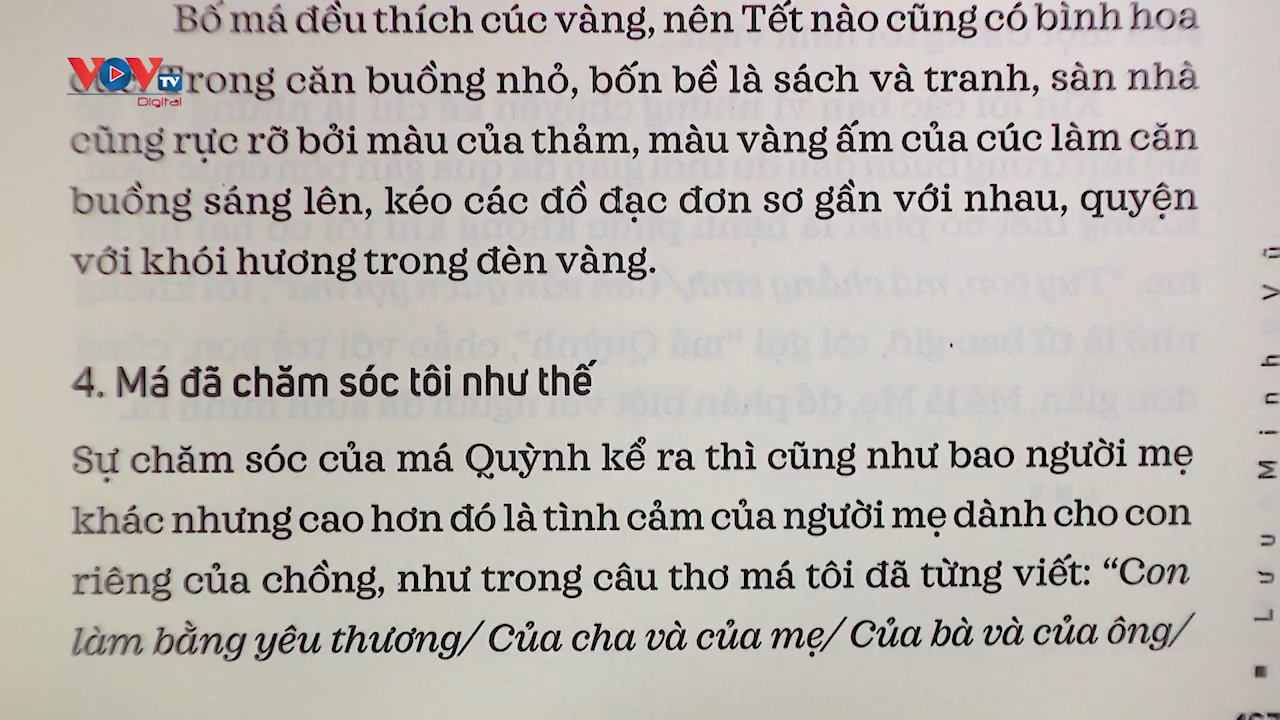 Bố má đều thích cúc vàng, nên Tết nào cũng có bình hoa
VOV TV
Digital
Trong căn buồng nhỏ, bốn bề là sách và tranh, sàn nhà
cũng rực rỡ bởi màu của thảm, màu vàng ấm của cúc làm căn
buồng sáng lên, kéo các đồ đạc đơn sơ gần với nhau, quyện
với khói hương trong đèn vàng.
4. Má đã chăm sóc tôi như thế
Sự chăm sóc của má Quỳnh kể ra thì cũng như bao người mẹ
khác nhưng cao hơn đó là tình cảm của người mẹ dành cho con
riêng của chồng, như trong câu thơ má tôi đã từng viết: “Con
làm bằng yêu thương/ Của cha và của mẹ/ Của bà và của ông/
Lưu Minh Vũ